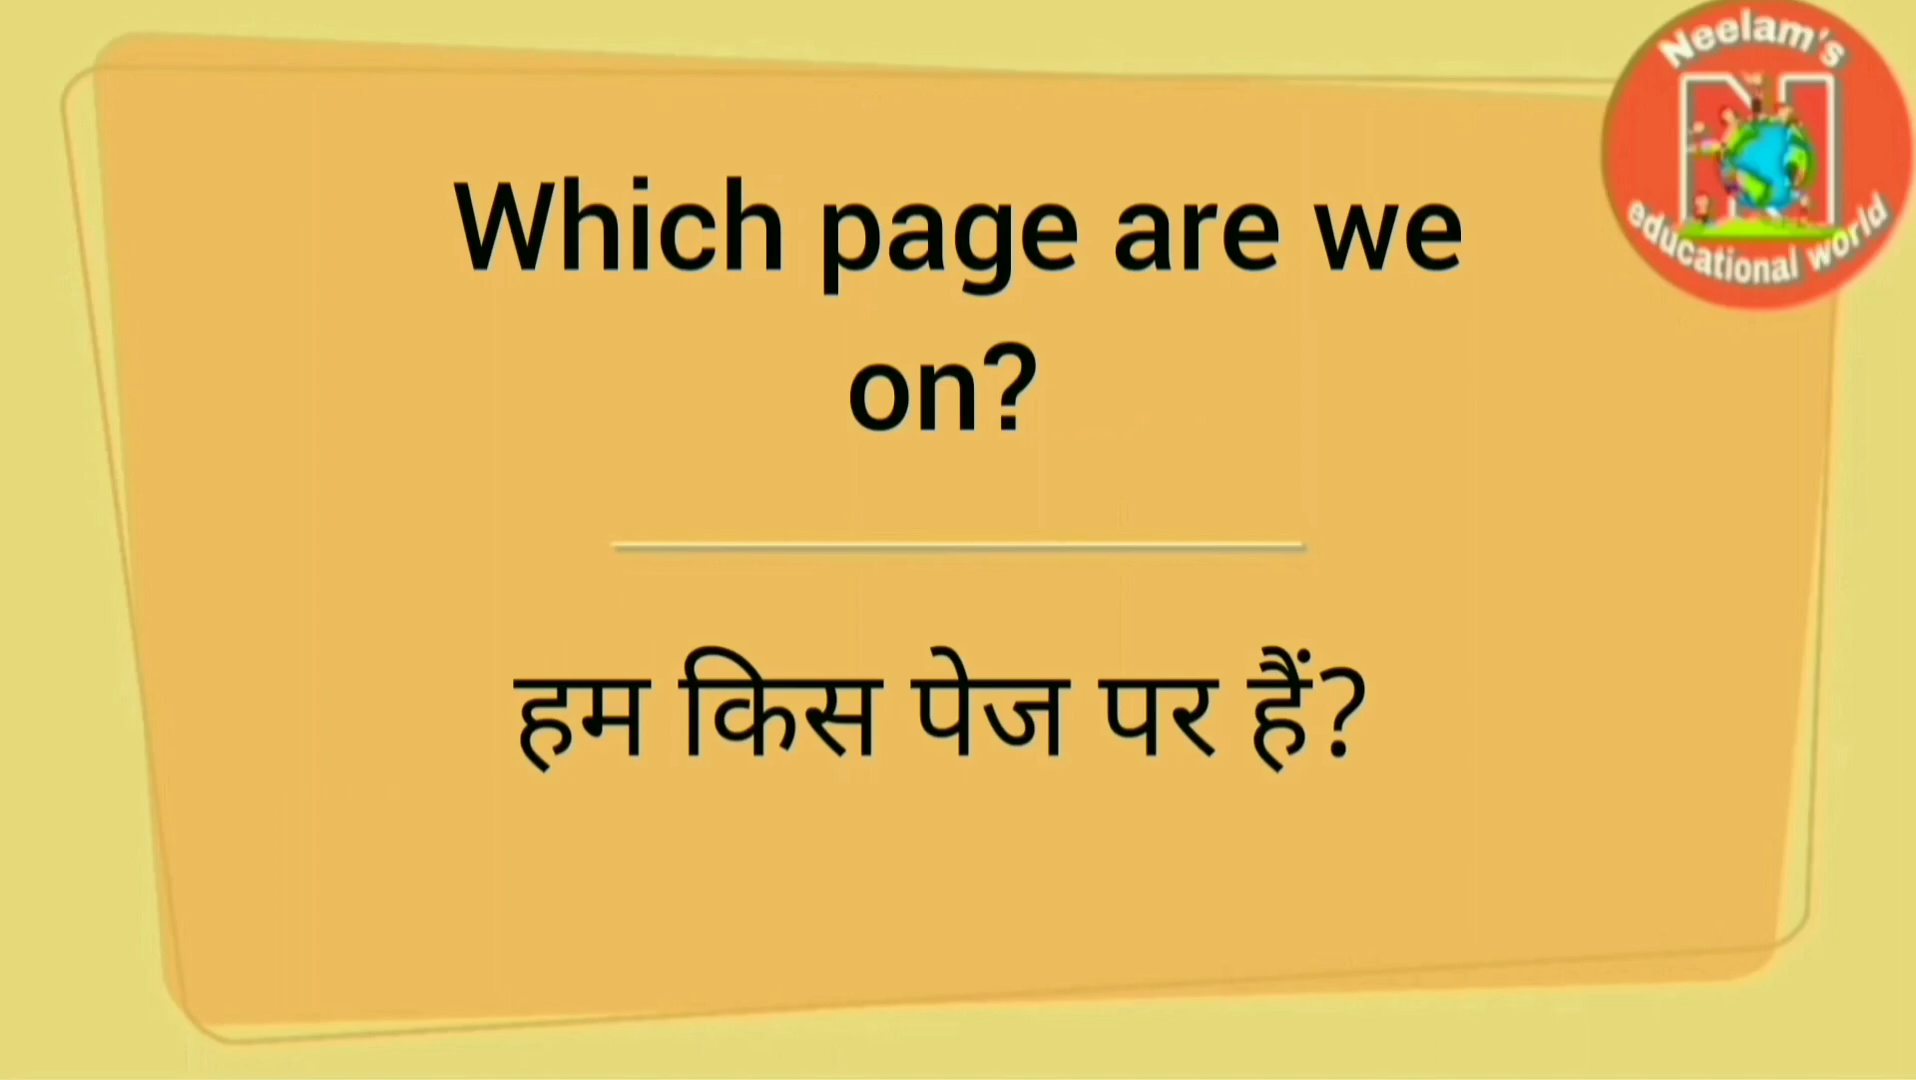 Neelam's
N
educational world
Which page are we
on?
हम किस पेज पर हैं?